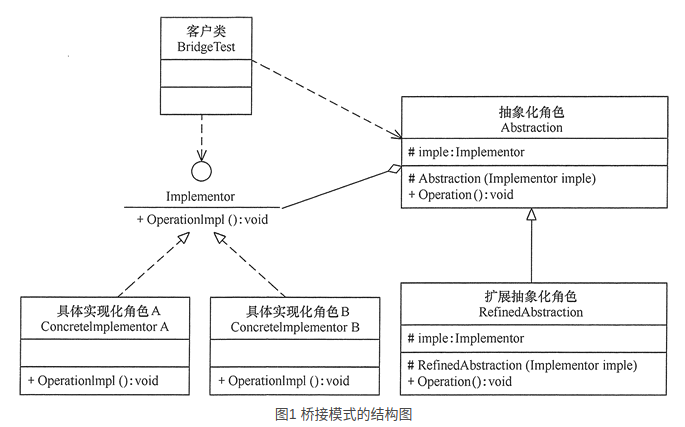 客户类
BridgeTest
抽象化角色
Abstraction
# imple:Implementor
# Abstraction (Implementor imple)
+ Operation():void
Implementor
+ OperationImpl ():void
具体实现化角色A
ConcreteImplementor A
+ OperationImpl ():void
具体实现化角色B
ConcreteImplementor B
+ OperationImpl ():void
扩展抽象化角色
RefinedAbstraction
# imple:Implementor
# RefinedAbstraction (Implementor imple)
+ Operation():void
图1 桥接模式的结构图